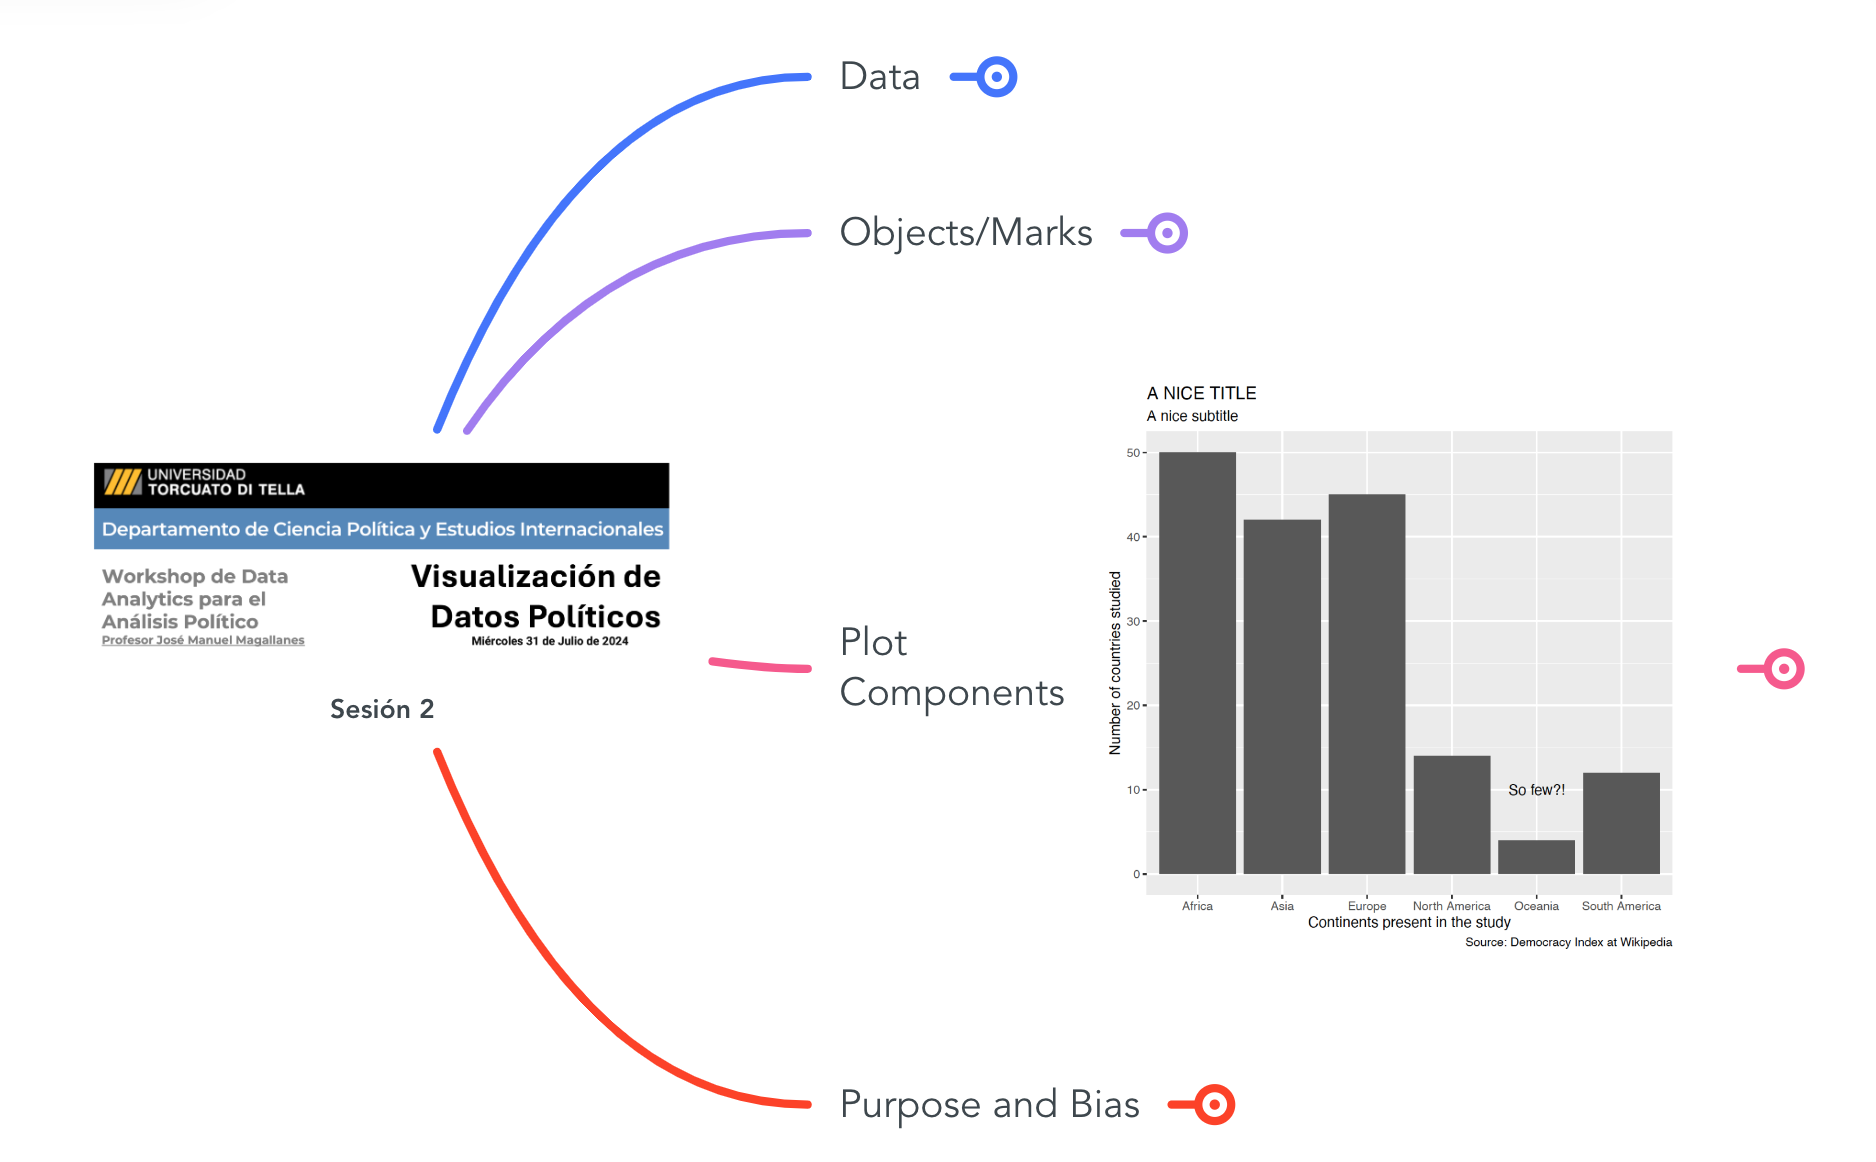 Data
Objects/Marks
UNIVERSIDAD
TORCUATO DI TELLA
Departamento de Ciencia Política y Estudios Internacionales
Workshop de Data
Analytics para el
Análisis Político
Profesor José Manuel Magallanes
Visualización de
Datos Políticos
Miércoles 31 de Julio de 2024
Sesión 2
Plot
Components
A NICE TITLE
A nice subtitle
Number of countries studied
50
40
30
20
10
0
So few?!
Africa Asia Europe North America Oceania South America
Continents present in the study
Source: Democracy Index at Wikipedia
Purpose and Bias